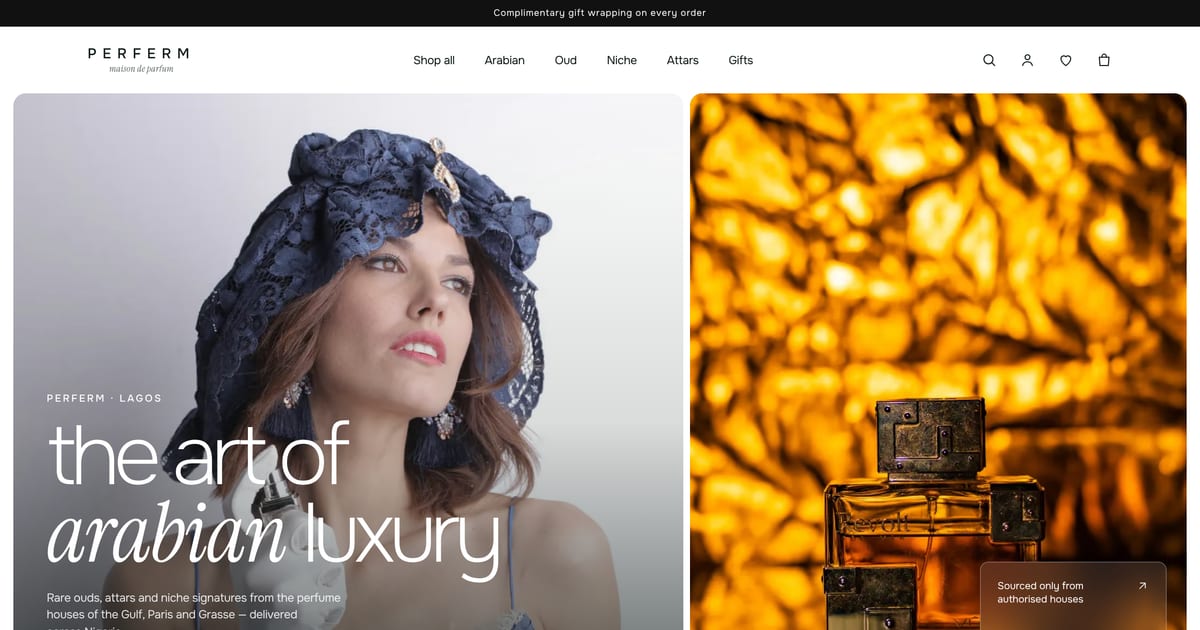 Complimentary gift wrapping on every order
PERFERM
maison de parfum
Shop all
Arabian
Oud
Niche
Attars
Gifts
PERFERM · LAGOS
the art of
arabian luxury
Rare ouds, attars and niche signatures from the perfume
houses of the Gulf, Paris and Grasse — delivered
Revolt
Sourced only from
authorised houses